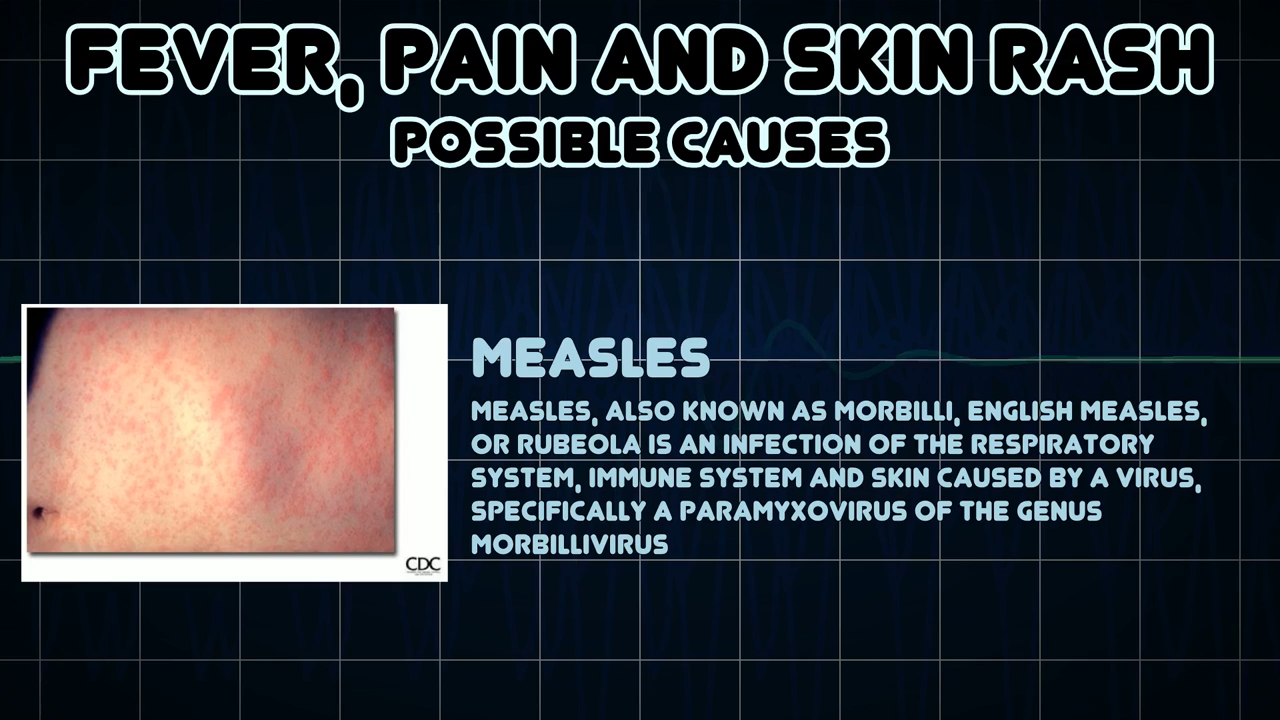 FEVER, PAIN AND SKIN RASH
POSSIBLE CAUSES
MEASLES
MEASLES, ALSO KNOWN AS MORBILLI, ENGLISH MEASLES,
OR RUBEOLA IS AN INFECTION OF THE RESPIRATORY
SYSTEM, IMMUNE SYSTEM AND SKIN CAUSED BY A VIRUS,
SPECIFICALLY A PARAMYXOVIRUS OF THE GENUS
MORBILLIVIRUS
CDC